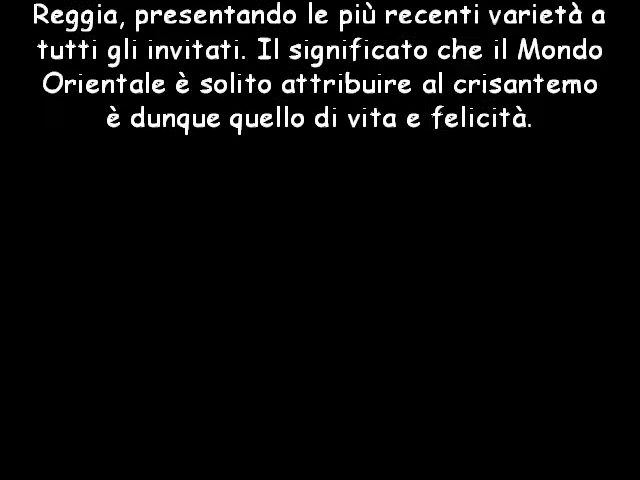 Reggia, presentando le più recenti varietà a
tutti gli invitati. Il significato che il Mondo
Orientale è solito attribuire al crisantemo
è dunque quello di vita e felicità.